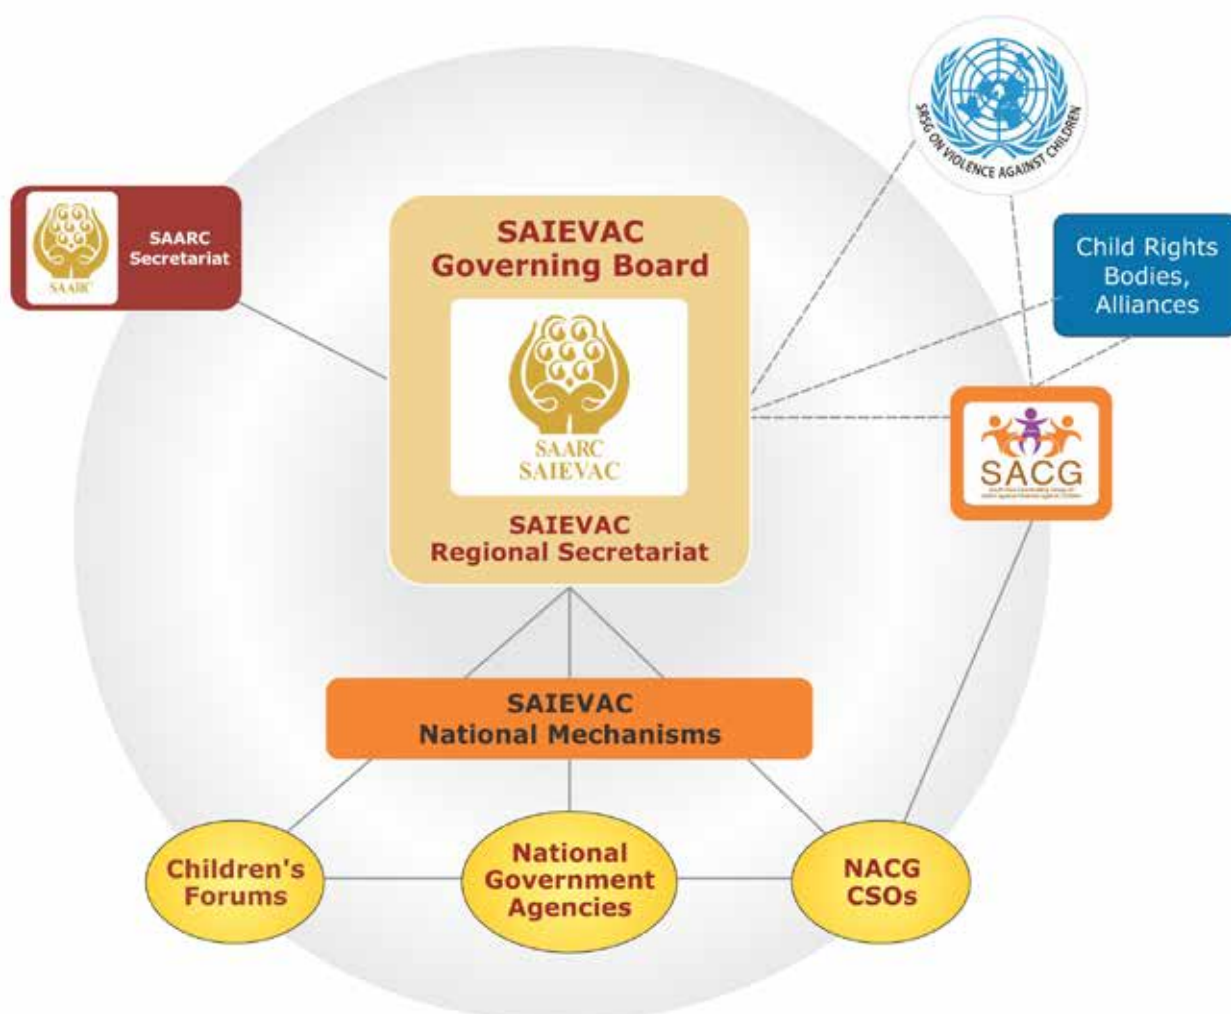 SRSG ON VIOLENCE AGAINST CHILDREN
SAARC
SAARC
Secretariat
SAIEVAC
Governing Board
SAARC
SAIEVAC
SAIEVAC
Regional Secretariat
Child Rights
Bodies,
Alliances
SACG
SAIEVAC
National Mechanisms
Children's
Forums
National
Government
Agencies
NACG
CSOs